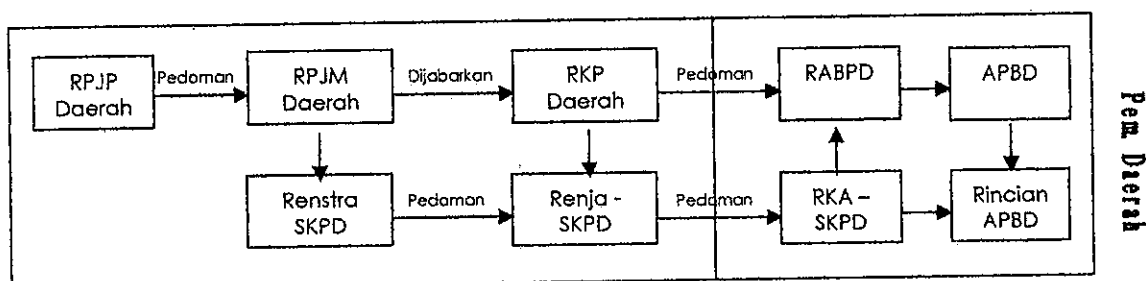 RPJP
Daerah
Pedoman
RPJM
Daerah
Dijabarkan
RKP
Daerah
Pedoman
RABPD
APBD
Renstra
SKPD
Pedoman
Renja -
SKPD
Pedoman
RKA –
SKPD
Rincian
APBD
Pem Daerah